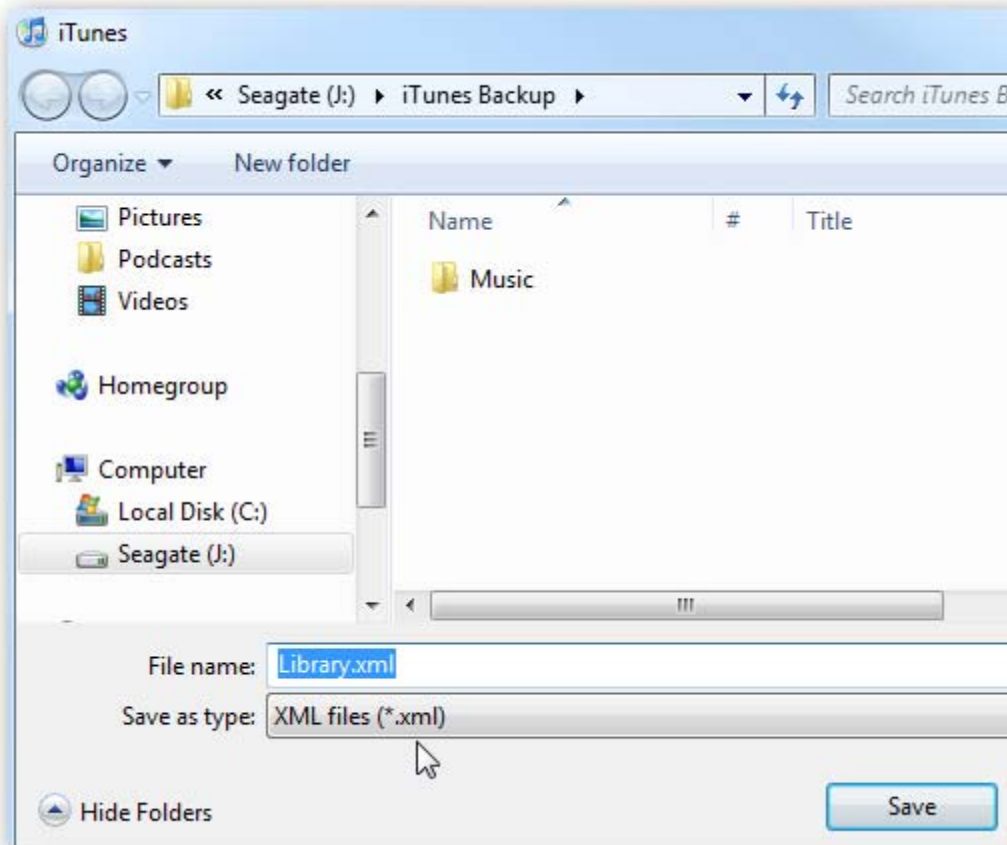 iTunes
« Seagate (J:) ▸ iTunes Backup ▸ Search iTunes B
Organize ▾ New folder
Pictures
Podcasts
Videos
Homegroup
Computer
Local Disk (C:)
Seagate (J:)
Name # Title
Music
File name: Library.xml
Save as type: XML files (*.xml)
Hide Folders Save